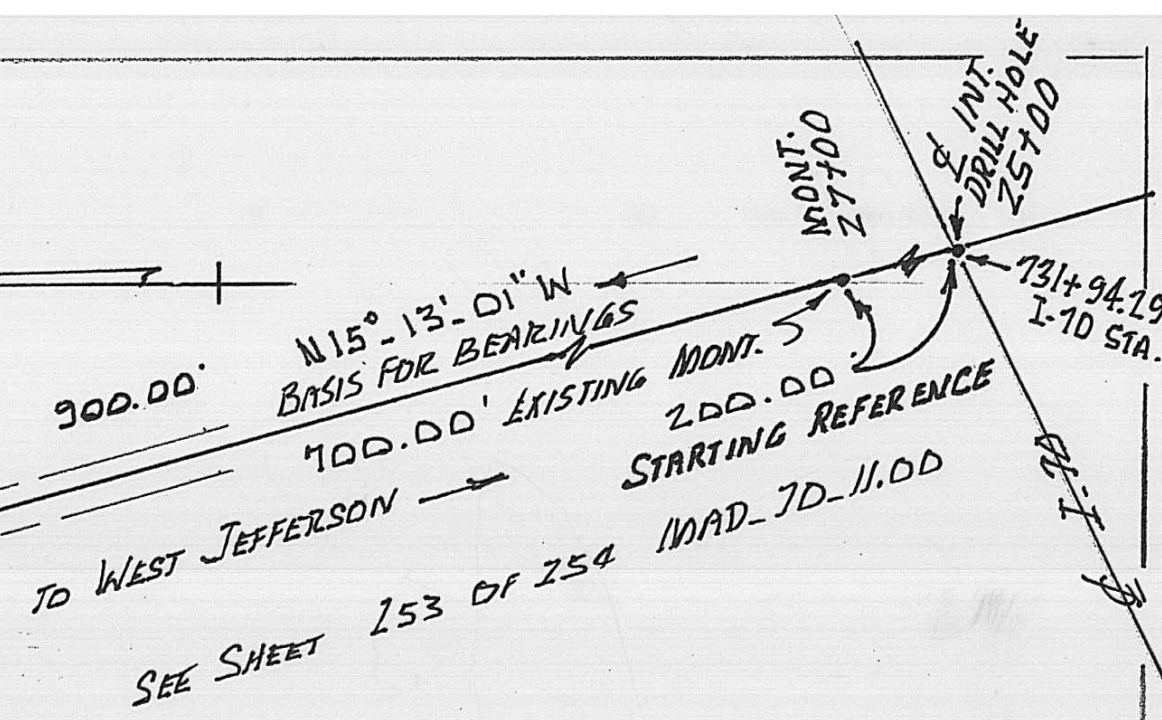 ℄ INT.
DRILL HOLE
25+00
MONT.
27+00
731+94.29
I-70 STA.
N15°-13'-01" W
BASIS FOR BEARINGS
900.00'
700.00' EXISTING MONT.
200.00
STARTING REFERENCE
MAD-70-11.00
TO WEST JEFFERSON
SEE SHEET 253 OF 254
℄ I-70